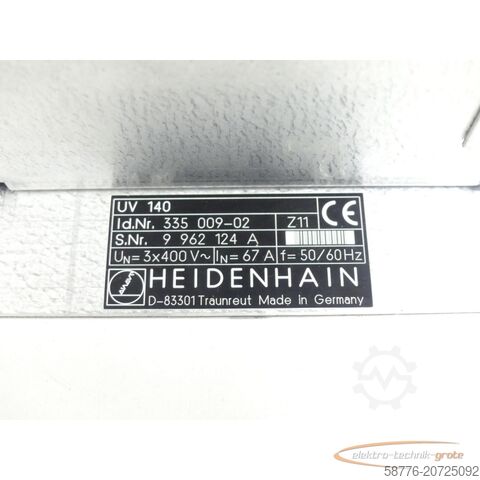 UV 140
Id.Nr. 335 009-02 Z11 CE
S.Nr. 9 962 124 A
UN= 3x400 V~ IN= 67 A f= 50/60Hz
HEIDENHAIN
D-83301 Traunreut Made in Germany
elektro-technik-grote
58776-20725092